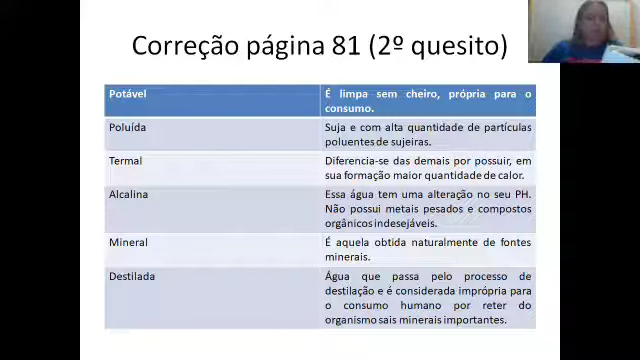 Correção página 81 (2º quesito)
Potável
É limpa sem cheiro, própria para o
consumo.
Poluída
Suja e com alta quantidade de partículas
poluentes de sujeiras.
Termal
Diferencia-se das demais por possuir, em
sua formação maior quantidade de calor.
Alcalina
Essa água tem uma alteração no seu PH.
Não possui metais pesados e compostos
orgânicos indesejáveis.
Mineral
É aquela obtida naturalmente de fontes
minerais.
Destilada
Água que passa pelo processo de
destilação e é considerada imprópria para
o consumo humano por reter do
organismo sais minerais importantes.